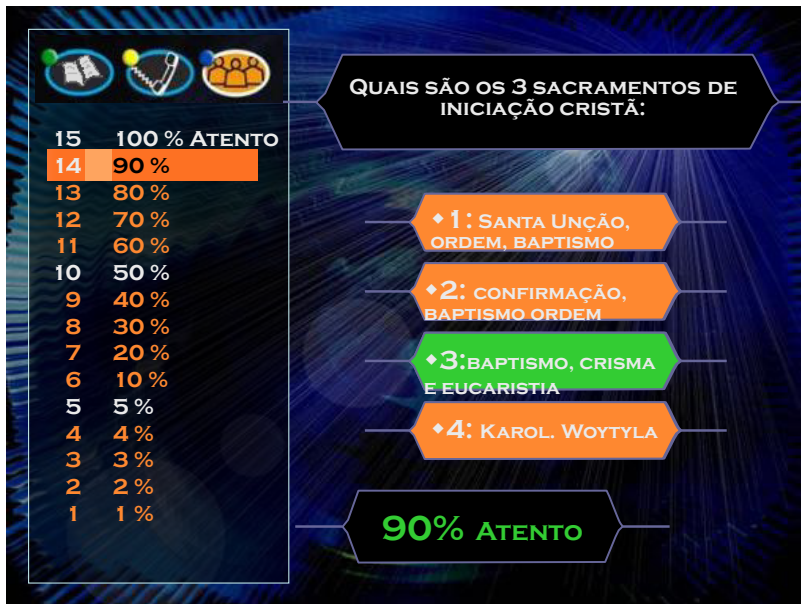 15 100 % Atento
14 90 %
13 80 %
12 70 %
11 60 %
10 50 %
9 40 %
8 30 %
7 20 %
6 10 %
5 5 %
4 4 %
3 3 %
2 2 %
1 1 %
Quais são os 3 sacramentos de
iniciação cristã:
◆1: Santa Unção,
ordem, baptismo
◆2: confirmação,
baptismo ordem
◆3:baptismo, crisma
e eucaristia
◆4: Karol. Woytyla
90% Atento